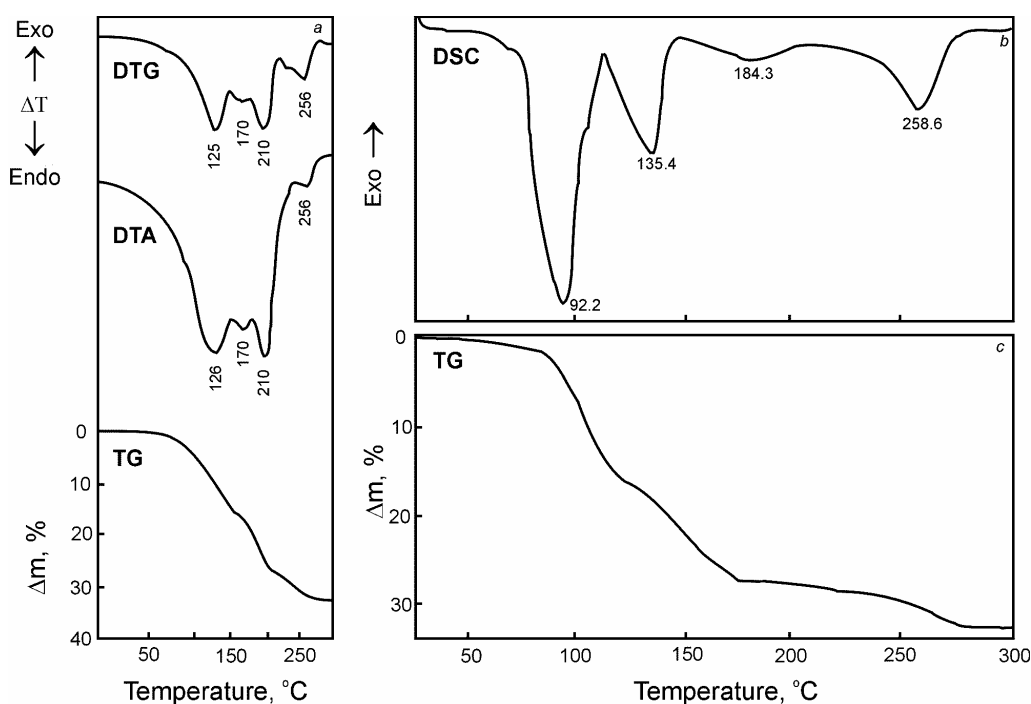 Exo
ΔT
Endo
a
DTG
125
170
210
256
DTA
126
170
210
256
TG
0
10
20
30
40
Δm, %
50
150
250
Temperature, °C
b
DSC
Exo
92.2
135.4
184.3
258.6
c
TG
0
10
20
30
Δm, %
50
100
150
200
250
300
Temperature, °C